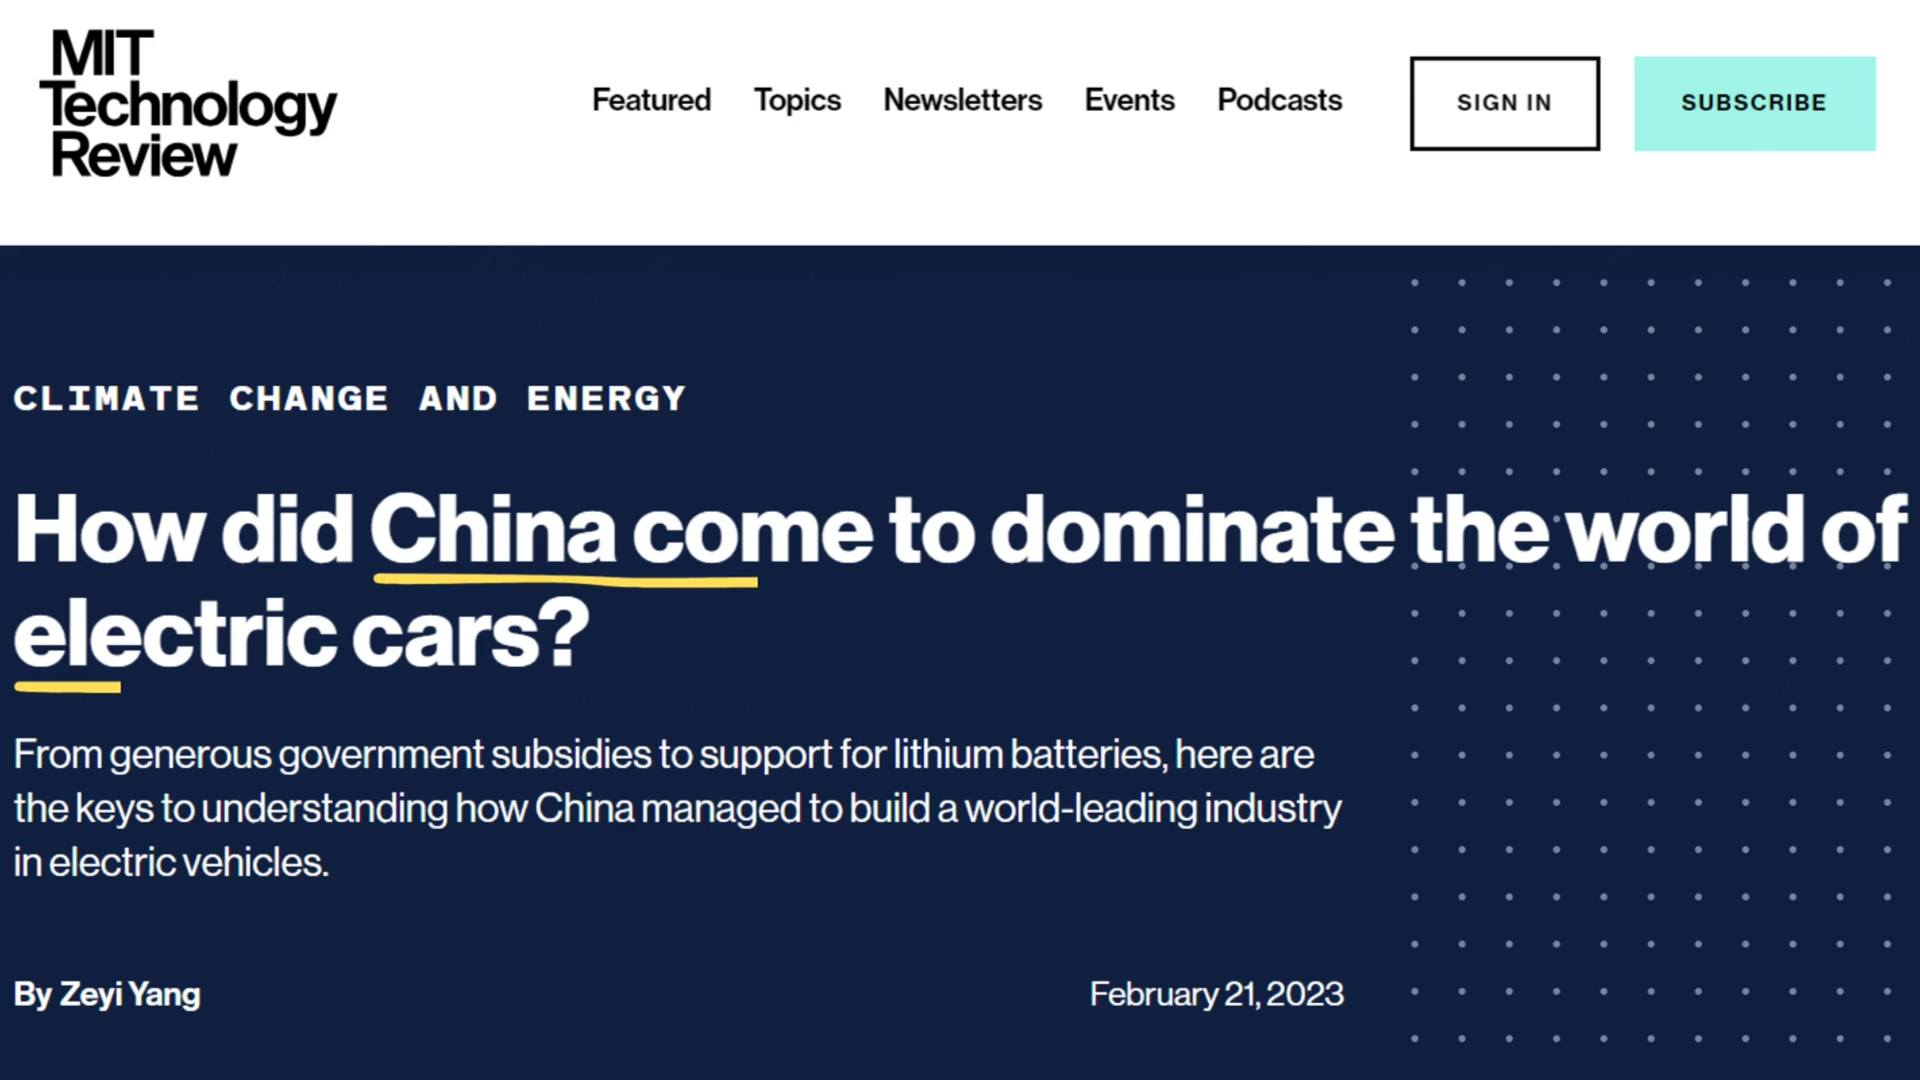 MIT
Technology
Review
Featured Topics Newsletters Events Podcasts SIGN IN SUBSCRIBE
CLIMATE CHANGE AND ENERGY
How did China come to dominate the world of
electric cars?
From generous government subsidies to support for lithium batteries, here are
the keys to understanding how China managed to build a world-leading industry
in electric vehicles.
By Zeyi Yang February 21, 2023